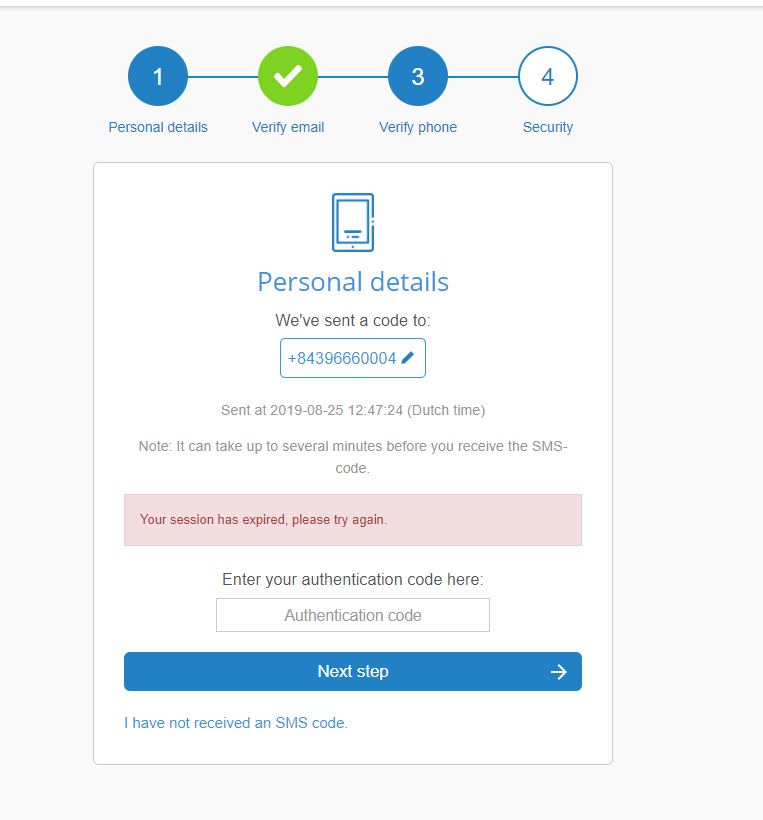 1
3
4
Personal details
Verify email
Verify phone
Security
Personal details
We've sent a code to:
+84396660004
Sent at 2019-08-25 12:47:24 (Dutch time)
Note: It can take up to several minutes before you receive the SMS-
code.
Your session has expired, please try again.
Enter your authentication code here:
Authentication code
Next step
I have not received an SMS code.